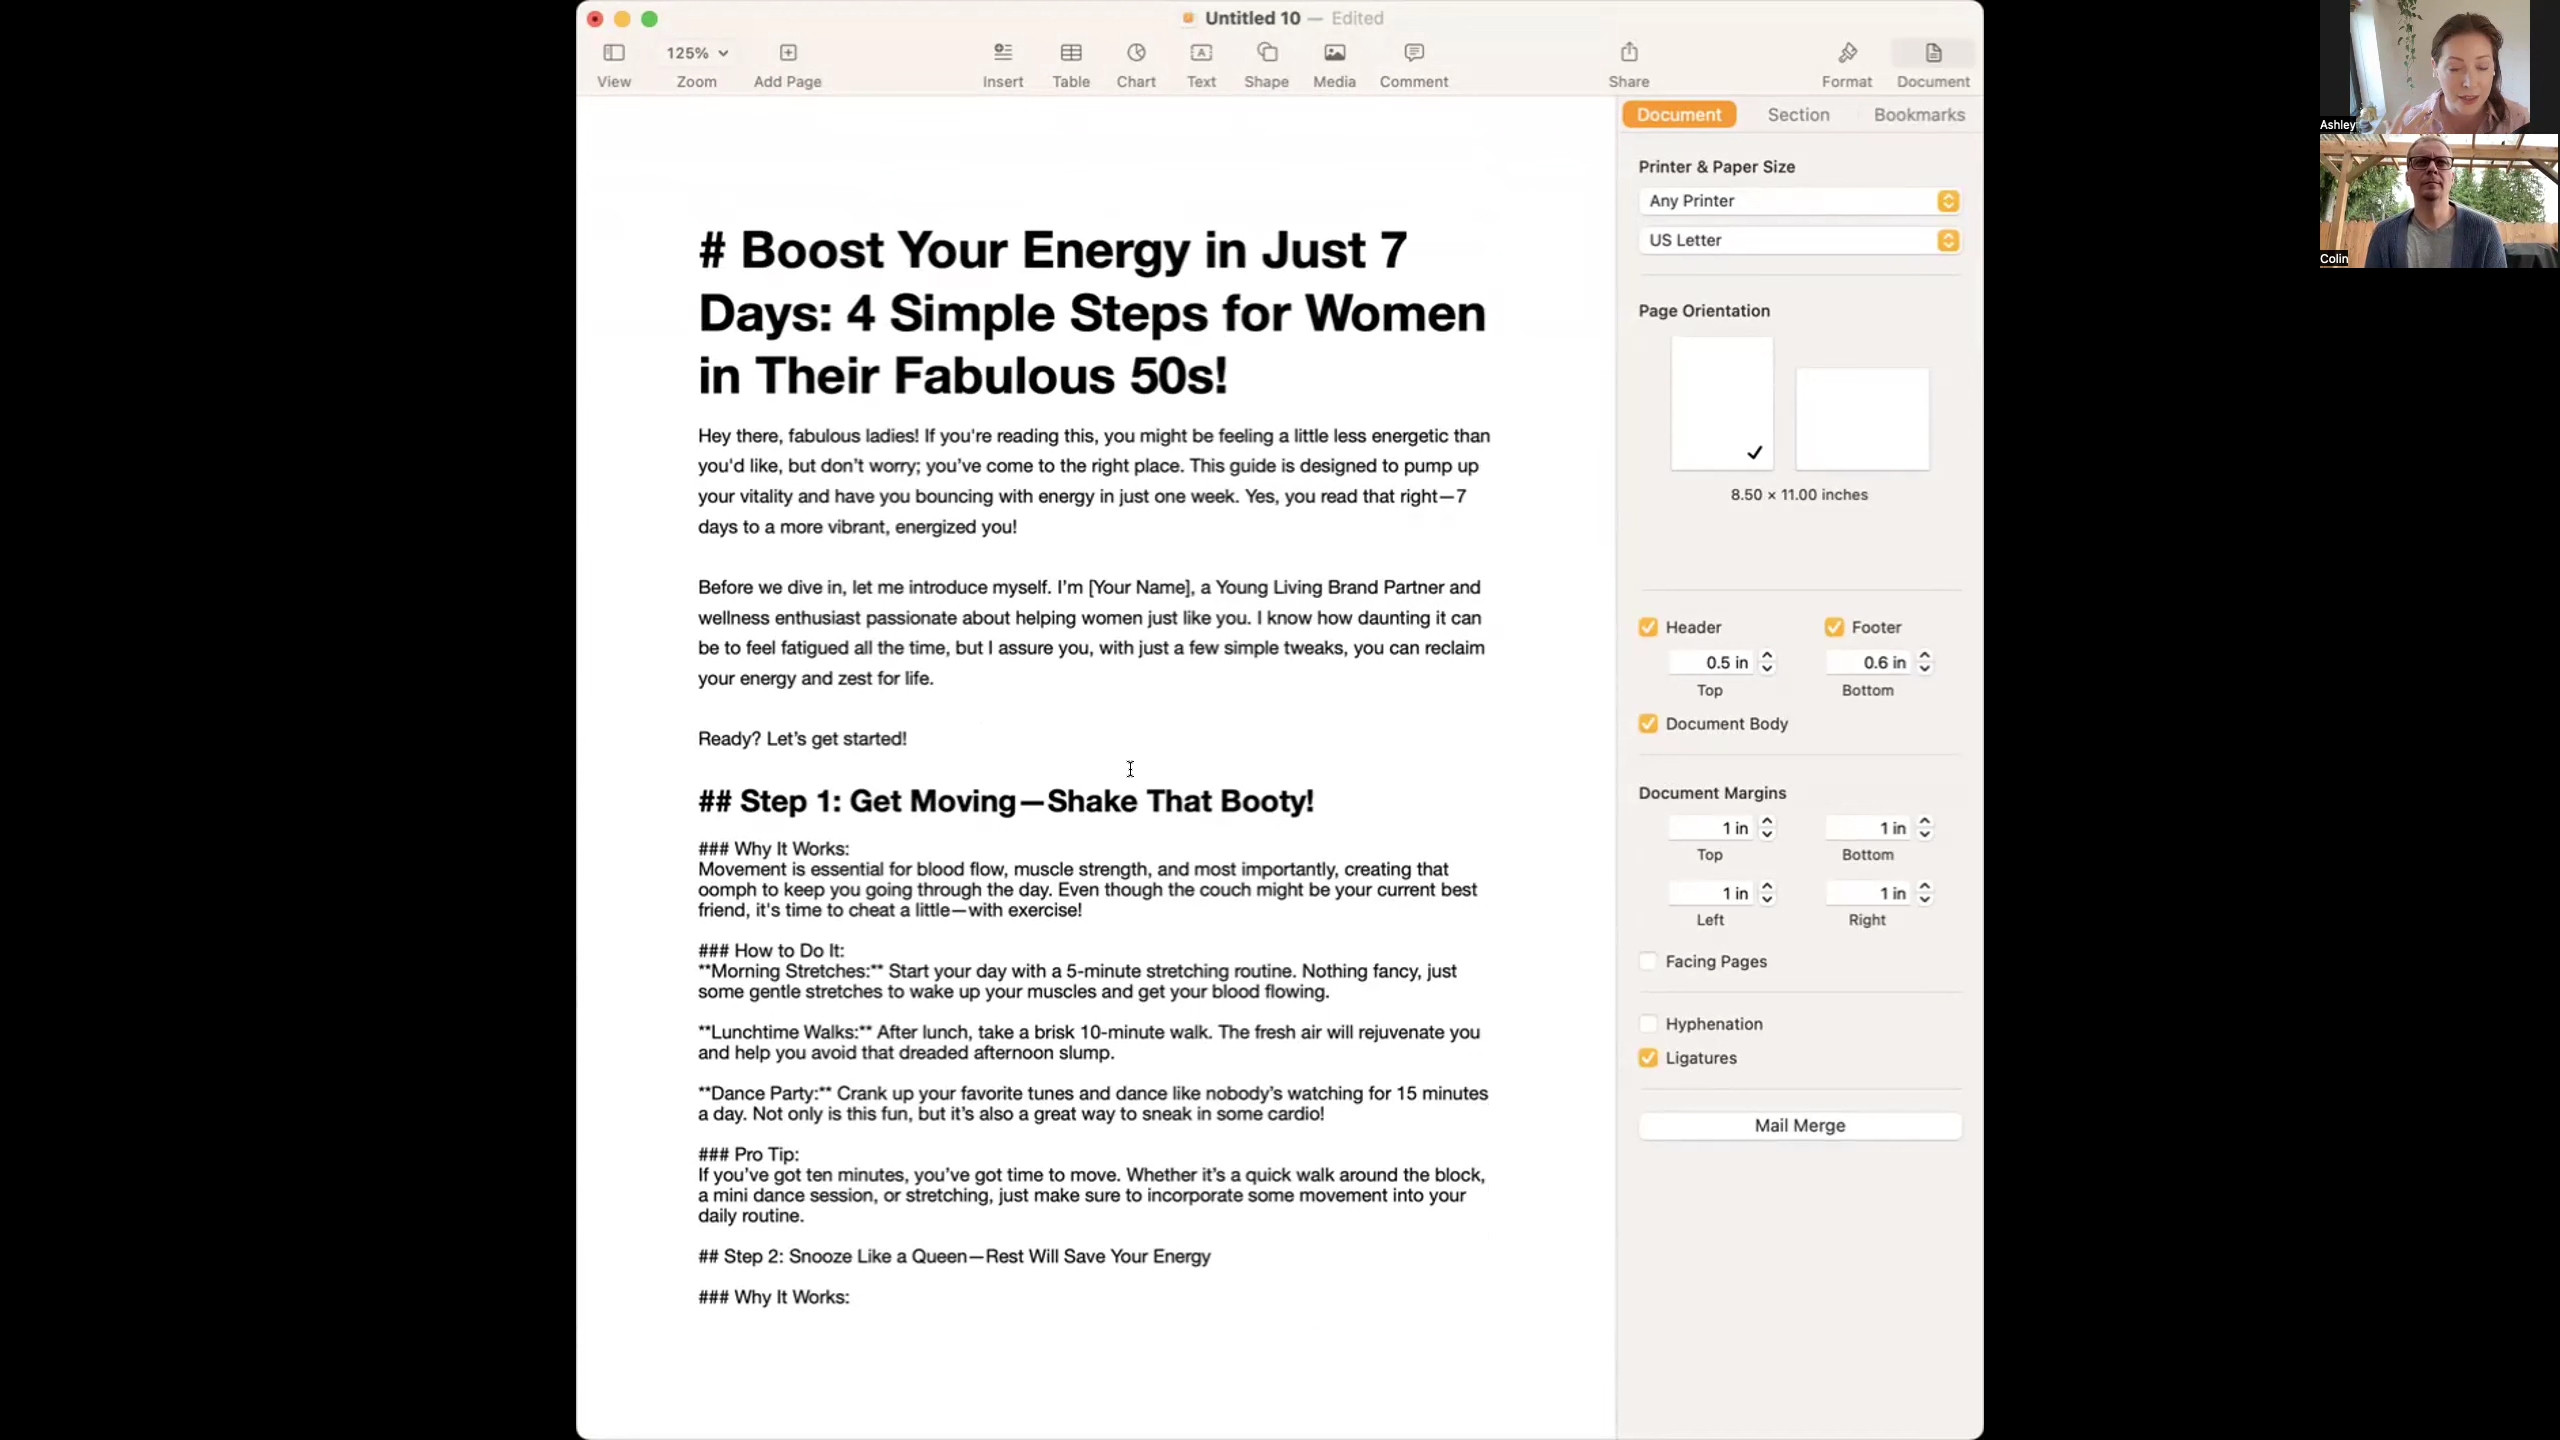 Untitled 10 — Edited
125%
View Zoom Add Page Insert Table Chart Text Shape Media Comment Share Format Document
Document Section Bookmarks
# Boost Your Energy in Just 7
Days: 4 Simple Steps for Women
in Their Fabulous 50s!
Hey there, fabulous ladies! If you're reading this, you might be feeling a little less energetic than
you'd like, but don’t worry; you’ve come to the right place. This guide is designed to pump up
your vitality and have you bouncing with energy in just one week. Yes, you read that right—7
days to a more vibrant, energized you!
Before we dive in, let me introduce myself. I’m [Your Name], a Young Living Brand Partner and
wellness enthusiast passionate about helping women just like you. I know how daunting it can
be to feel fatigued all the time, but I assure you, with just a few simple tweaks, you can reclaim
your energy and zest for life.
Ready? Let’s get started!
## Step 1: Get Moving—Shake That Booty!
### Why It Works:
Movement is essential for blood flow, muscle strength, and most importantly, creating that
oomph to keep you going through the day. Even though the couch might be your current best
friend, it's time to cheat a little—with exercise!
### How to Do It:
**Morning Stretches:** Start your day with a 5-minute stretching routine. Nothing fancy, just
some gentle stretches to wake up your muscles and get your blood flowing.
**Lunchtime Walks:** After lunch, take a brisk 10-minute walk. The fresh air will rejuvenate you
and help you avoid that dreaded afternoon slump.
**Dance Party:** Crank up your favorite tunes and dance like nobody’s watching for 15 minutes
a day. Not only is this fun, but it’s also a great way to sneak in some cardio!
### Pro Tip:
If you’ve got ten minutes, you’ve got time to move. Whether it’s a quick walk around the block,
a mini dance session, or stretching, just make sure to incorporate some movement into your
daily routine.
## Step 2: Snooze Like a Queen—Rest Will Save Your Energy
### Why It Works:
Printer & Paper Size
Any Printer
US Letter
Page Orientation
8.50 × 11.00 inches
Header Footer
0.5 in 0.6 in
Top Bottom
Document Body
Document Margins
1 in 1 in
Top Bottom
1 in 1 in
Left Right
Facing Pages
Hyphenation
Ligatures
Mail Merge
Ashley
Colin